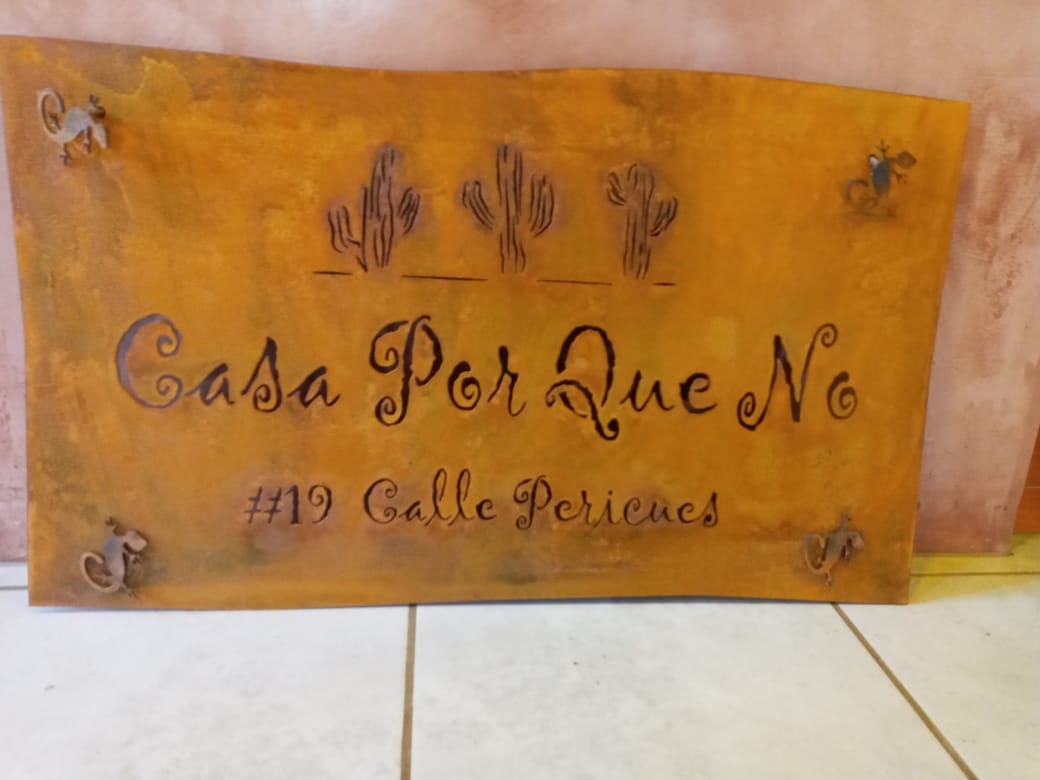 Casa Por Que No
#19 Calle Pericues